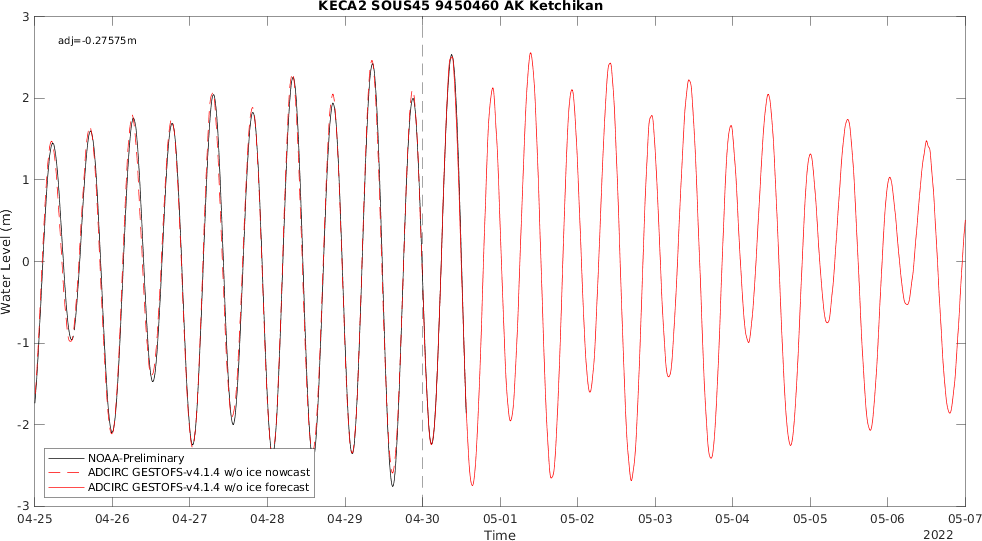 KECA2 SOUS45 9450460 AK Ketchikan
adj=-0.27575m
3
2
1
0
-1
-2
-3
Water Level (m)
NOAA-Preliminary
ADCIRC GESTOFS-v4.1.4 w/o ice nowcast
ADCIRC GESTOFS-v4.1.4 w/o ice forecast
04-25 04-26 04-27 04-28 04-29 04-30 05-01 05-02 05-03 05-04 05-05 05-06 05-07
Time
2022